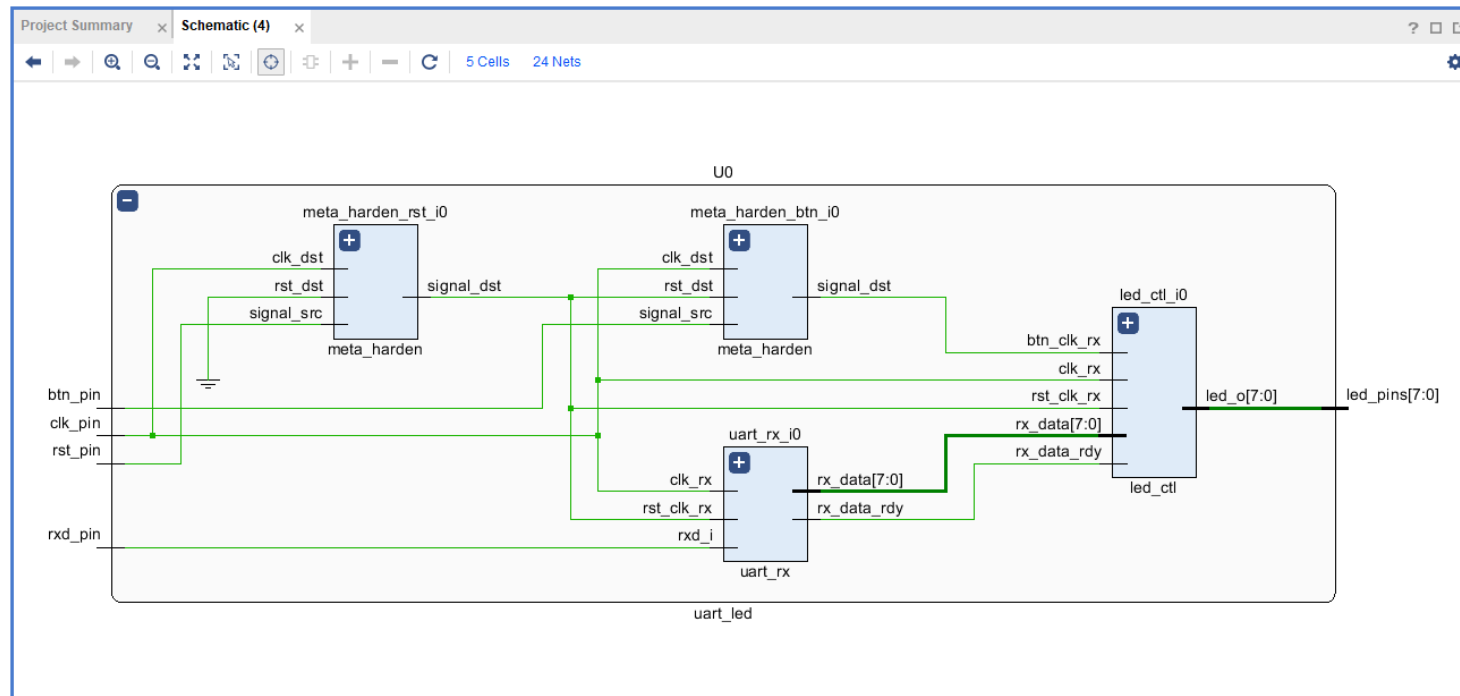 Project Summary
Schematic (4)
5 Cells 24 Nets
U0
meta_harden_rst_i0
clk_dst
rst_dst
signal_src
signal_dst
meta_harden
meta_harden_btn_i0
clk_dst
rst_dst
signal_src
signal_dst
meta_harden
led_ctl_i0
btn_clk_rx
clk_rx
rst_clk_rx
rx_data[7:0]
rx_data_rdy
led_o[7:0]
led_ctl
led_pins[7:0]
btn_pin
clk_pin
rst_pin
rxd_pin
uart_rx_i0
clk_rx
rst_clk_rx
rxd_i
rx_data[7:0]
rx_data_rdy
uart_rx
uart_led